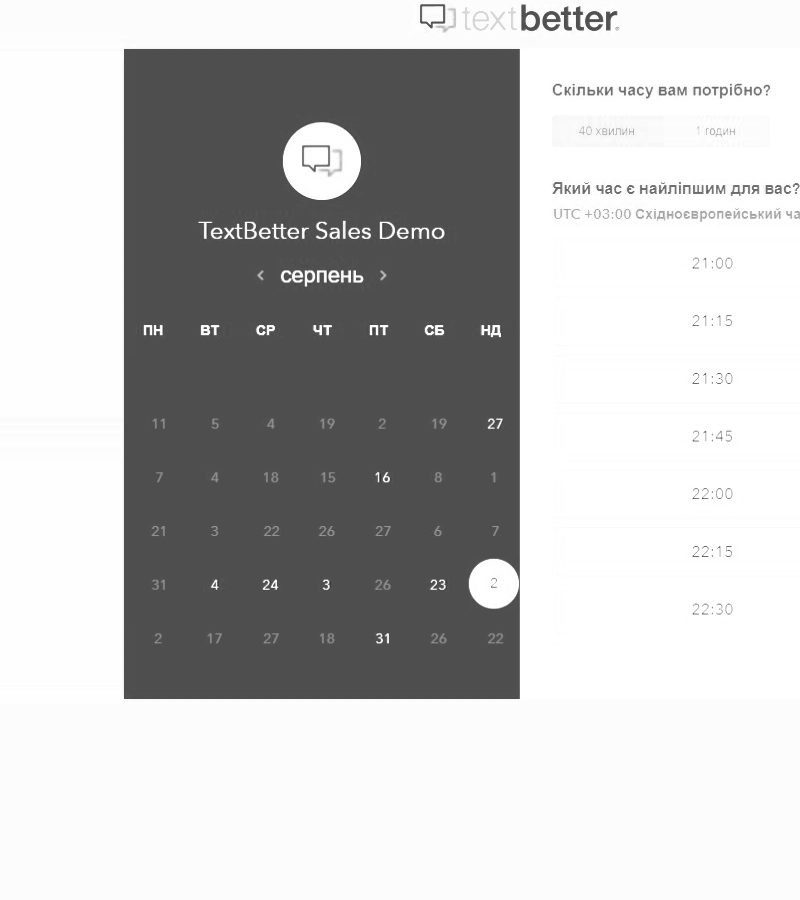 textbetter.
Скільки часу вам потрібно?
40 хвилин 1 годин
TextBetter Sales Demo
‹ серпень ›
ПН ВТ СР ЧТ ПТ СБ НД
11 5 4 19 2 19 27
7 4 18 15 16 8 1
21 3 22 26 27 6 7
31 4 24 3 26 23 2
2 17 27 18 31 26 22
Який час є найліпшим для вас?
UTC +03:00 Східноєвропейський ча
21:00
21:15
21:30
21:45
22:00
22:15
22:30